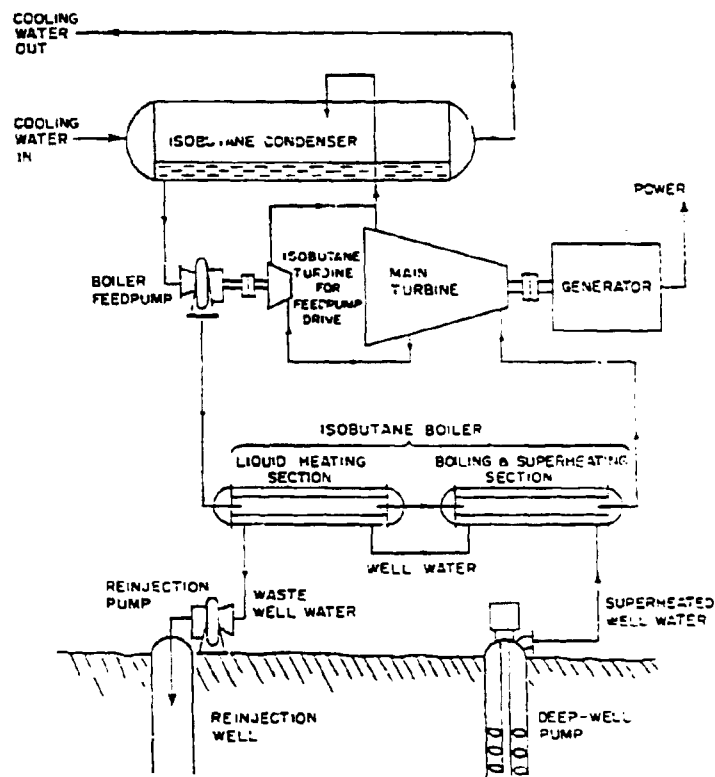 COOLING
WATER
OUT
COOLING
WATER
IN
ISOBUTANE CONDENSER
POWER
BOILER
FEEDPUMP
ISOBUTANE
TURBINE
FOR
FEEDPUMP
DRIVE
MAIN
TURBINE
GENERATOR
ISOBUTANE BOILER
LIQUID HEATING
SECTION
BOILING & SUPERHEATING
SECTION
WELL WATER
REINJECTION
PUMP
WASTE
WELL WATER
SUPERHEATED
WELL WATER
REINJECTION
WELL
DEEP-WELL
PUMP